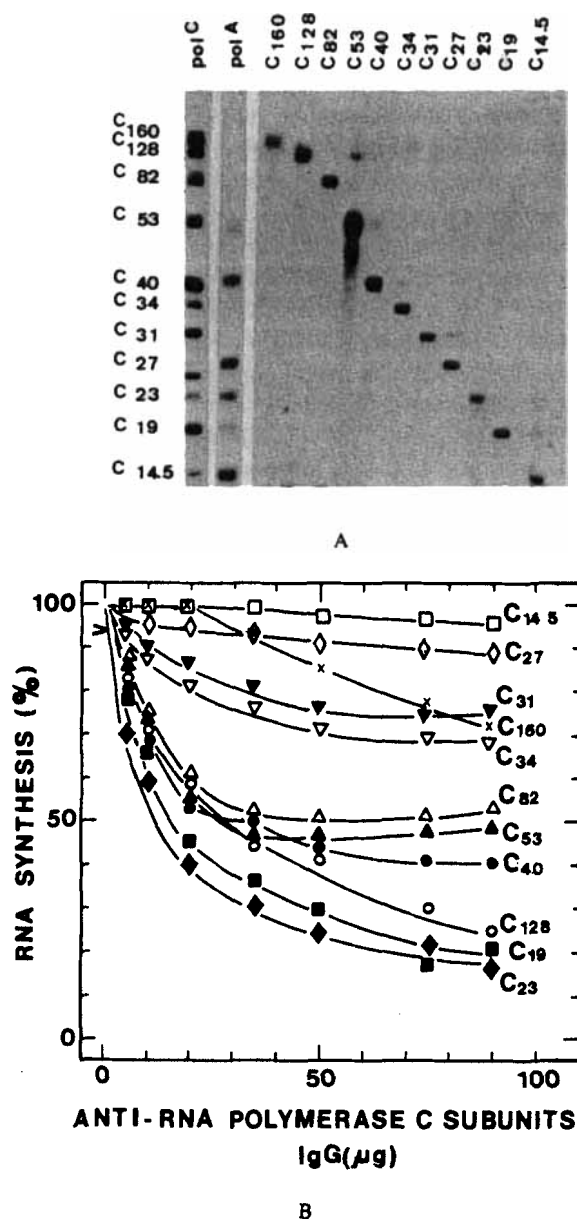 pol C
pol A
C160
C128
C82
C53
C40
C34
C31
C27
C23
C19
C14.5
C160
C128
C 82
C 53
C 40
C 34
C 31
C 27
C 23
C 19
C 14.5
A
100
50
0
RNA SYNTHESIS (%)
C14 5
C27
C31
C160
C34
C82
C53
C40
C128
C19
C23
0 50 100
ANTI-RNA POLYMERASE C SUBUNITS
IgG(µg)
B